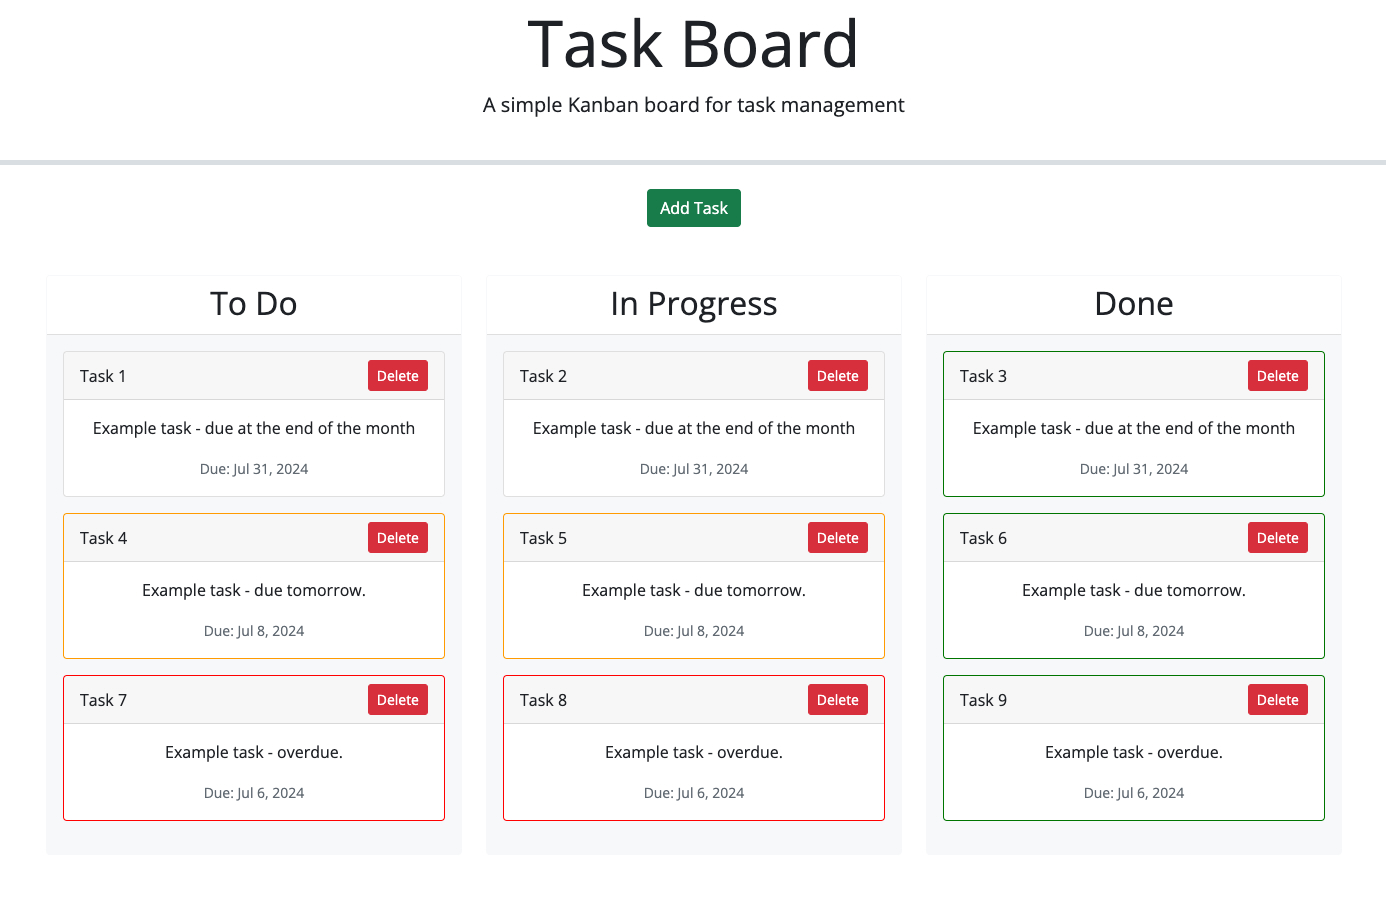 Task Board
A simple Kanban board for task management
Add Task
To Do
Task 1
Delete
Example task - due at the end of the month
Due: Jul 31, 2024
Task 4
Delete
Example task - due tomorrow.
Due: Jul 8, 2024
Task 7
Delete
Example task - overdue.
Due: Jul 6, 2024
In Progress
Task 2
Delete
Example task - due at the end of the month
Due: Jul 31, 2024
Task 5
Delete
Example task - due tomorrow.
Due: Jul 8, 2024
Task 8
Delete
Example task - overdue.
Due: Jul 6, 2024
Done
Task 3
Delete
Example task - due at the end of the month
Due: Jul 31, 2024
Task 6
Delete
Example task - due tomorrow.
Due: Jul 8, 2024
Task 9
Delete
Example task - overdue.
Due: Jul 6, 2024